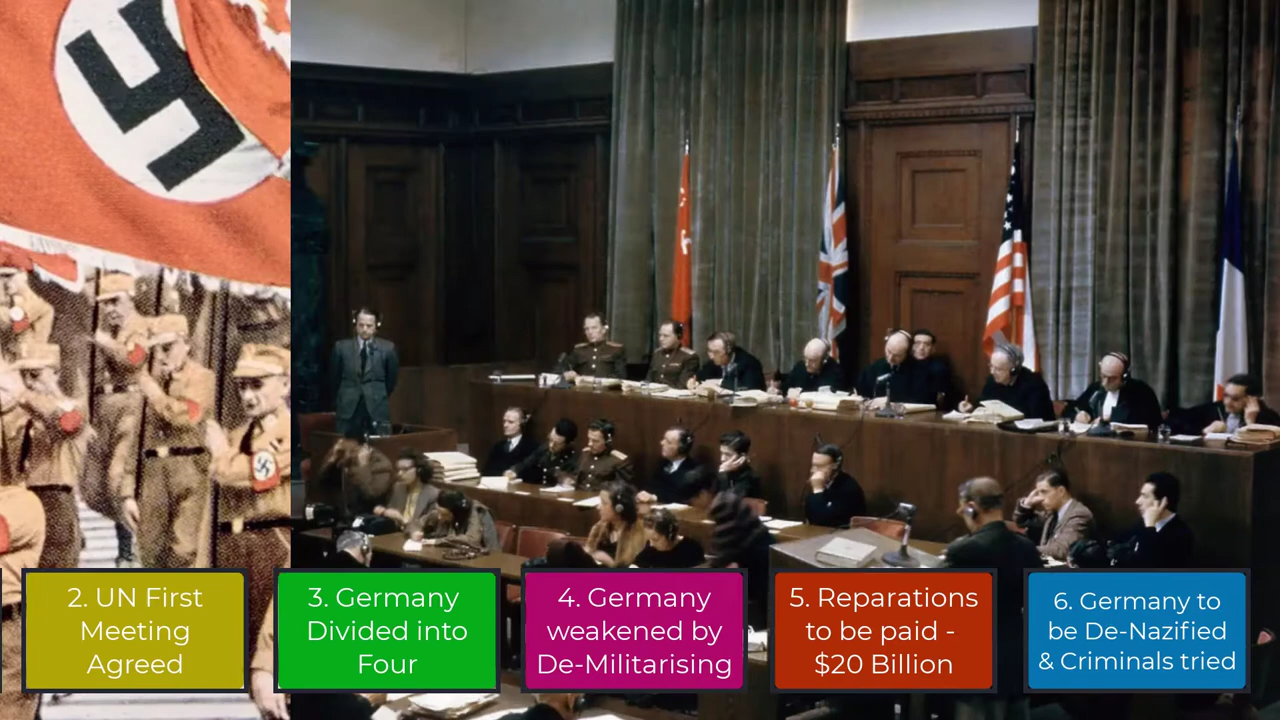 2. UN First
Meeting
Agreed
3. Germany
Divided into
Four
4. Germany
weakened by
De-Militarising
5. Reparations
to be paid -
$20 Billion
6. Germany to
be De-Nazified
& Criminals tried